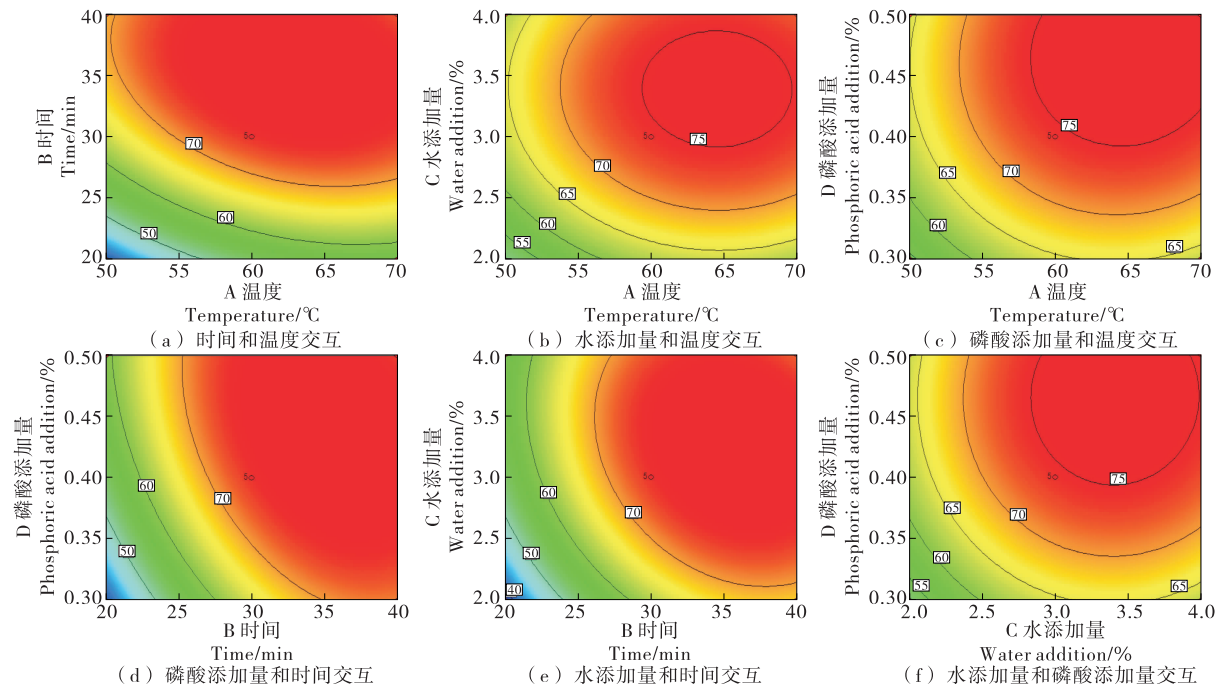 40
35
30
25
20
70
60
50
5
50 55 60 65 70
B 时间
Time/min
A 温度
Temperature/℃
(a)时间和温度交互
4.0
3.5
3.0
2.5
2.0
75
70
65
60
55
5
50 55 60 65 70
C 水添加量
Water addition/%
A 温度
Temperature/℃
(b)水添加量和温度交互
0.50
0.45
0.40
0.35
0.30
75
70
65
60
65
5
50 55 60 65 70
D 磷酸添加量
Phosphoric acid addition/%
A 温度
Temperature/℃
(c)磷酸添加量和温度交互
0.50
0.45
0.40
0.35
0.30
60
70
50
5
20 25 30 35 40
D 磷酸添加量
Phosphoric acid addition/%
B 时间
Time/min
(d)磷酸添加量和时间交互
4.0
3.5
3.0
2.5
2.0
60
70
50
40
5
20 25 30 35 40
C 水添加量
Water addition/%
B 时间
Time/min
(e)水添加量和时间交互
0.50
0.45
0.40
0.35
0.30
75
70
65
60
55
65
5
2.0 2.5 3.0 3.5 4.0
D 磷酸添加量
Phosphoric acid addition/%
C 水添加量
Water addition/%
(f)水添加量和磷酸添加量交互